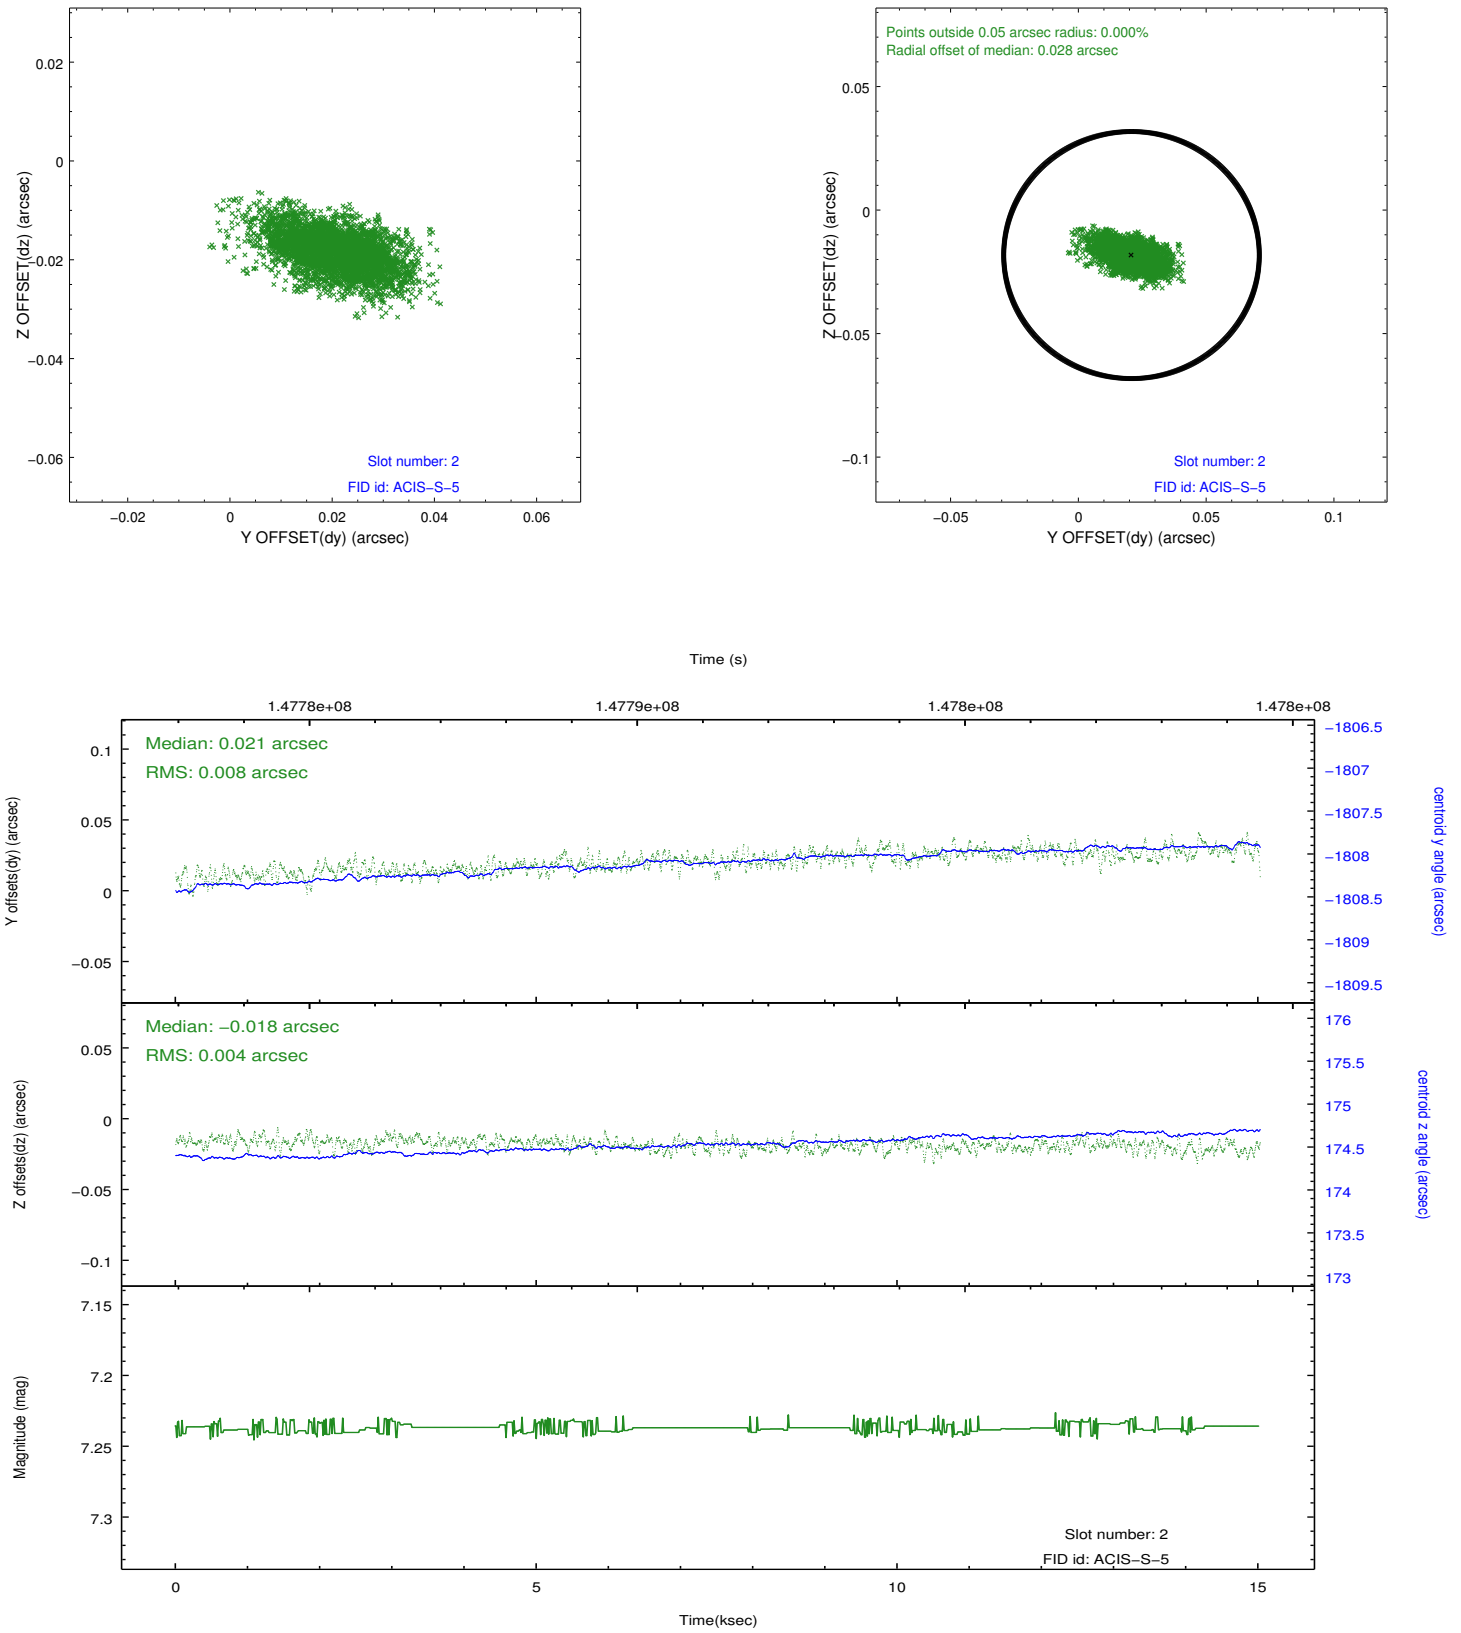 0.02
0
−0.02
−0.04
−0.06
Z OFFSET(dz) (arcsec)
Slot number: 2
FID id: ACIS−S−5
−0.02
0
0.02
0.04
0.06
Y OFFSET(dy) (arcsec)
Points outside 0.05 arcsec radius: 0.000%
Radial offset of median: 0.028 arcsec
0.05
0
−0.05
−0.1
Z OFFSET(dz) (arcsec)
Slot number: 2
FID id: ACIS−S−5
−0.05
0
0.05
0.1
Y OFFSET(dy) (arcsec)
Time (s)
1.4778e+08
1.4779e+08
1.478e+08
1.478e+08
Median: 0.021 arcsec
RMS: 0.008 arcsec
0.1
0.05
0
−0.05
Y offsets(dy) (arcsec)
−1806.5
−1807
−1807.5
−1808
−1808.5
−1809
−1809.5
centroid y angle (arcsec)
Median: −0.018 arcsec
RMS: 0.004 arcsec
0.05
0
−0.05
−0.1
Z offsets(dz) (arcsec)
176
175.5
175
174.5
174
173.5
173
centroid z angle (arcsec)
7.15
7.2
7.25
7.3
Magnitude (mag)
Slot number: 2
FID id: ACIS−S−5
0
5
10
15
Time(ksec)